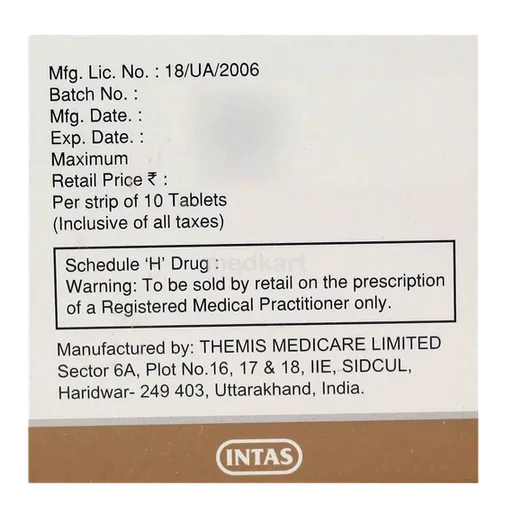 Mfg. Lic. No. : 18/UA/2006
Batch No. :
Mfg. Date. :
Exp. Date. :
Maximum
Retail Price ₹ :
Per strip of 10 Tablets
(Inclusive of all taxes)
medkart
Schedule 'H' Drug :
Warning: To be sold by retail on the prescription
of a Registered Medical Practitioner only.
Manufactured by: THEMIS MEDICARE LIMITED
Sector 6A, Plot No.16, 17 & 18, IIE, SIDCUL,
Haridwar- 249 403, Uttarakhand, India.
INTAS